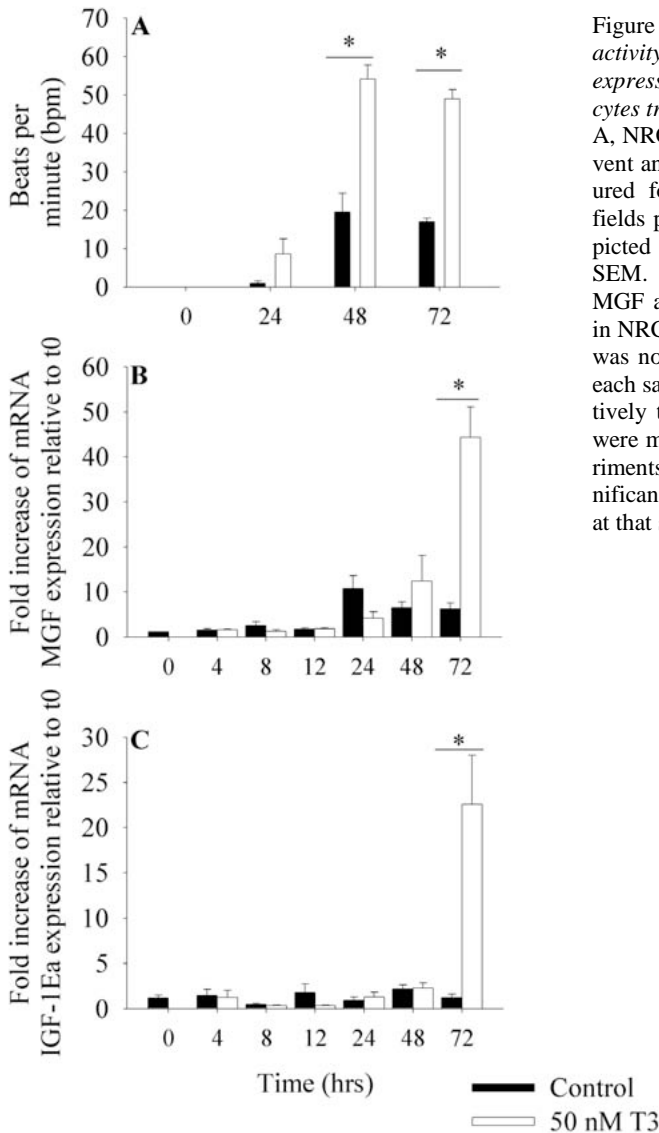 A
70
60
50
40
30
20
10
0
Beats per
minute (bpm)
*
*
0 24 48 72
B
60
50
40
30
20
10
0
Fold increase of mRNA
MGF expression relative to t0
*
0 4 8 12 24 48 72
C
30
25
20
15
10
5
0
Fold increase of mRNA
IGF-1Ea expression relative to t0
*
0 4 8 12 24 48 72
Time (hrs)
Control
50 nM T3
Figure
activity
express
cytes tr
A, NRC
vent an
ured fo
fields p
picted
SEM.
MGF a
in NRC
was no
each sa
tively t
were m
riments
nifican
at that